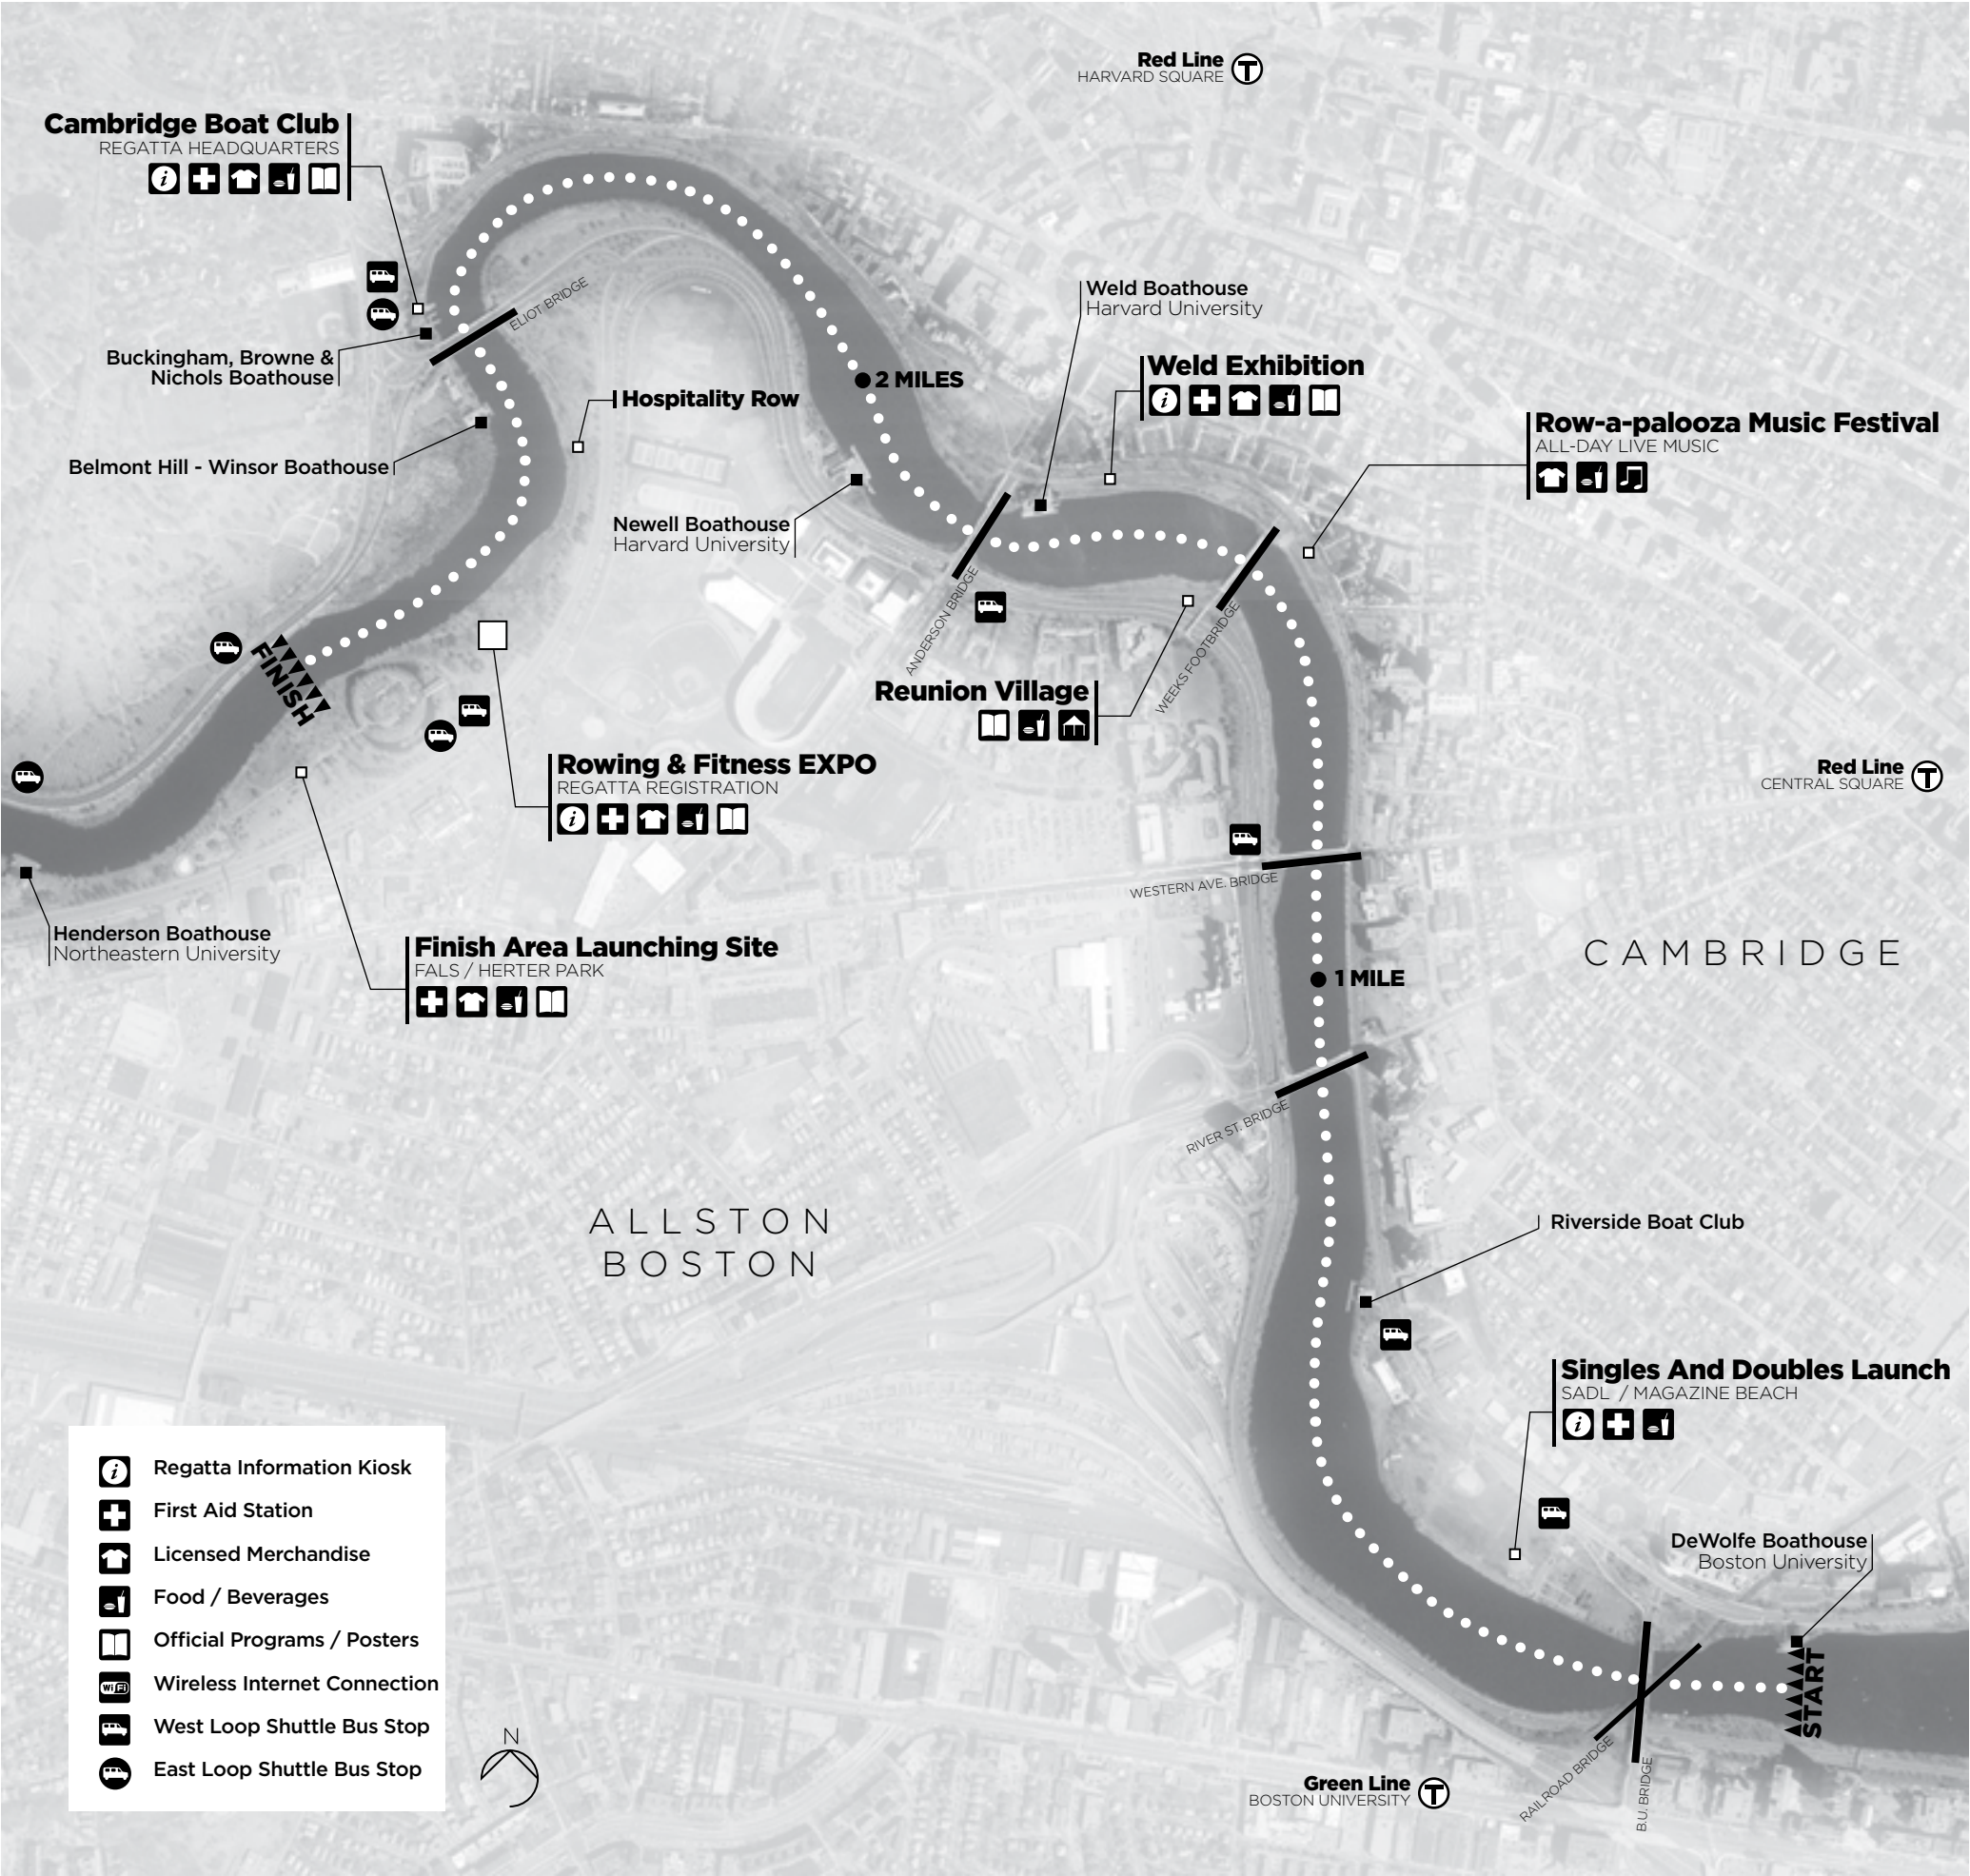 Red Line
HARVARD SQUARE
T
Cambridge Boat Club
REGATTA HEADQUARTERS
i
ELIOT BRIDGE
Buckingham, Browne &
Nichols Boathouse
Weld Boathouse
Harvard University
2 MILES
Hospitality Row
Weld Exhibition
i
Row-a-palooza Music Festival
ALL-DAY LIVE MUSIC
Belmont Hill - Winsor Boathouse
Newell Boathouse
Harvard University
ANDERSON BRIDGE
WEEKS FOOTBRIDGE
FINISH
Reunion Village
Rowing & Fitness EXPO
REGATTA REGISTRATION
i
Red Line
CENTRAL SQUARE
T
WESTERN AVE. BRIDGE
Henderson Boathouse
Northeastern University
Finish Area Launching Site
FALS / HERTER PARK
CAMBRIDGE
1 MILE
RIVER ST. BRIDGE
ALLSTON
BOSTON
Riverside Boat Club
Singles And Doubles Launch
SADL / MAGAZINE BEACH
i
DeWolfe Boathouse
Boston University
START
RAILROAD BRIDGE
B.U. BRIDGE
Green Line
BOSTON UNIVERSITY
T
N
i Regatta Information Kiosk
First Aid Station
Licensed Merchandise
Food / Beverages
Official Programs / Posters
WiFi Wireless Internet Connection
West Loop Shuttle Bus Stop
East Loop Shuttle Bus Stop